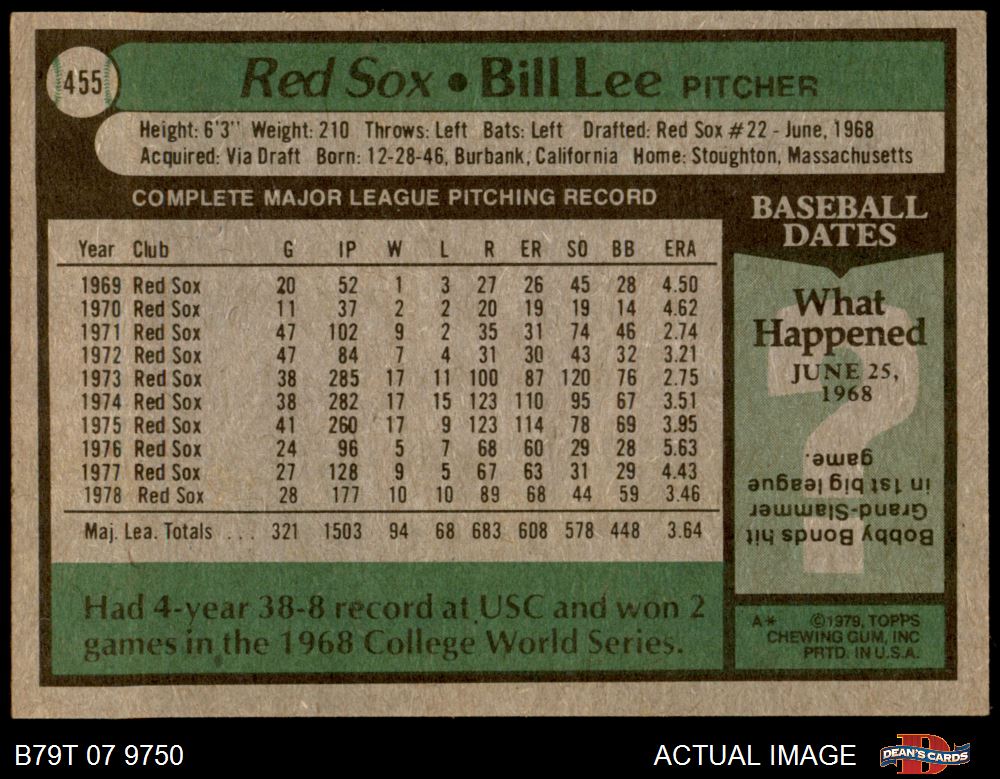 455
Red Sox • Bill Lee PITCHER
Height: 6'3" Weight: 210 Throws: Left Bats: Left Drafted: Red Sox #22 - June, 1968
Acquired: Via Draft Born: 12-28-46, Burbank, California Home: Stoughton, Massachusetts
COMPLETE MAJOR LEAGUE PITCHING RECORD
Year Club G IP W L R ER SO BB ERA
1969 Red Sox 20 52 1 3 27 26 45 28 4.50
1970 Red Sox 11 37 2 2 20 19 19 14 4.62
1971 Red Sox 47 102 9 2 35 31 74 46 2.74
1972 Red Sox 47 84 7 4 31 30 43 32 3.21
1973 Red Sox 38 285 17 11 100 87 120 76 2.75
1974 Red Sox 38 282 17 15 123 110 95 67 3.51
1975 Red Sox 41 260 17 9 123 114 78 69 3.95
1976 Red Sox 24 96 5 7 68 60 29 28 5.63
1977 Red Sox 27 128 9 5 67 63 31 29 4.43
1978 Red Sox 28 177 10 10 89 68 44 59 3.46
Maj. Lea. Totals . . . 321 1503 94 68 683 608 578 448 3.64
Had 4-year 38-8 record at USC and won 2
games in the 1968 College World Series.
BASEBALL
DATES
?
What
Happened
JUNE 25,
1968
Bobby Bonds hit
Grand-Slammer
in 1st big league
game.
A* ©1979, TOPPS
CHEWING GUM, INC
PRTD. IN U.S.A.
B79T 07 9750
ACTUAL IMAGE
D
DEAN'S CARDS